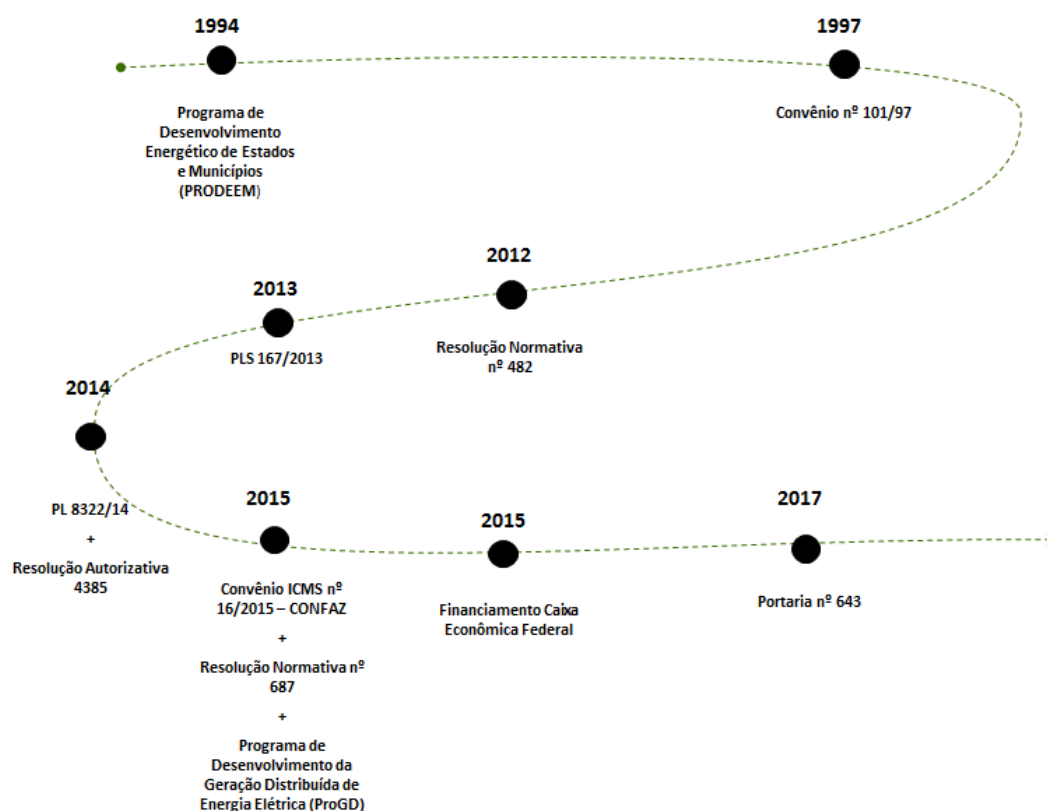 1994
Programa de
Desenvolvimento
Energético de Estados
e Municípios
(PRODEEM)
1997
Convênio nº 101/97
2012
Resolução Normativa
nº 482
2013
PLS 167/2013
2014
PL 8322/14
+
Resolução Autorizativa
4385
2015
Convênio ICMS nº
16/2015 – CONFAZ
+
Resolução Normativa nº
687
+
Programa de
Desenvolvimento da
Geração Distribuída de
Energia Elétrica (ProGD)
2015
Financiamento Caixa
Econômica Federal
2017
Portaria nº 643